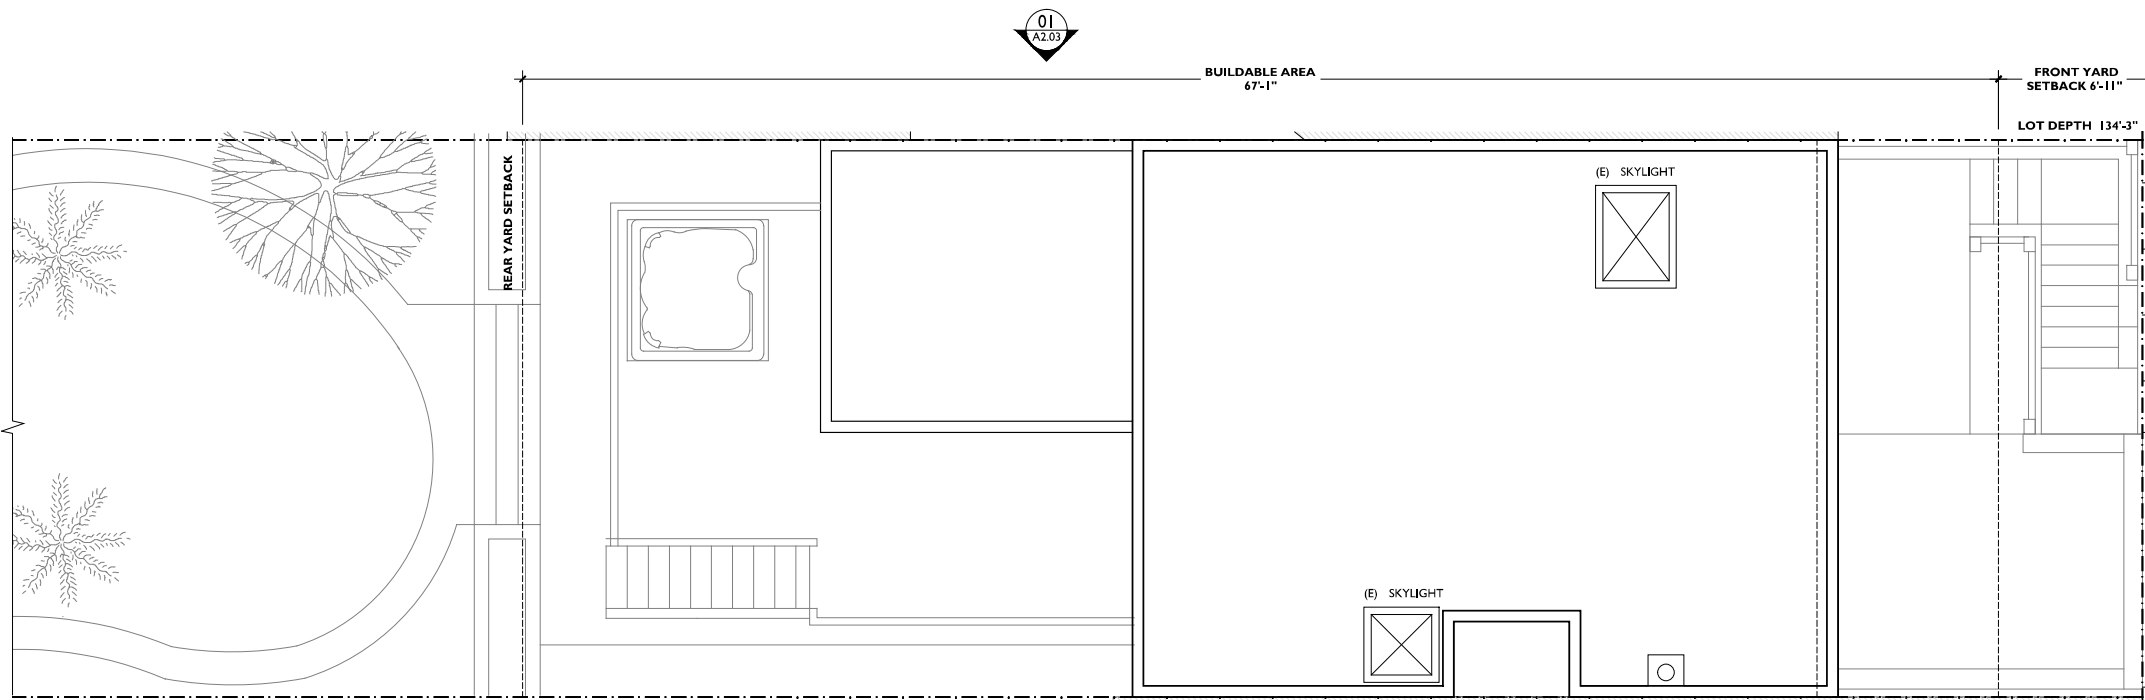 01
A2.03
BUILDABLE AREA
67'-1"
FRONT YARD
SETBACK 6'-11"
LOT DEPTH 134'-3"
REAR YARD SETBACK
(E) SKYLIGHT
(E) SKYLIGHT